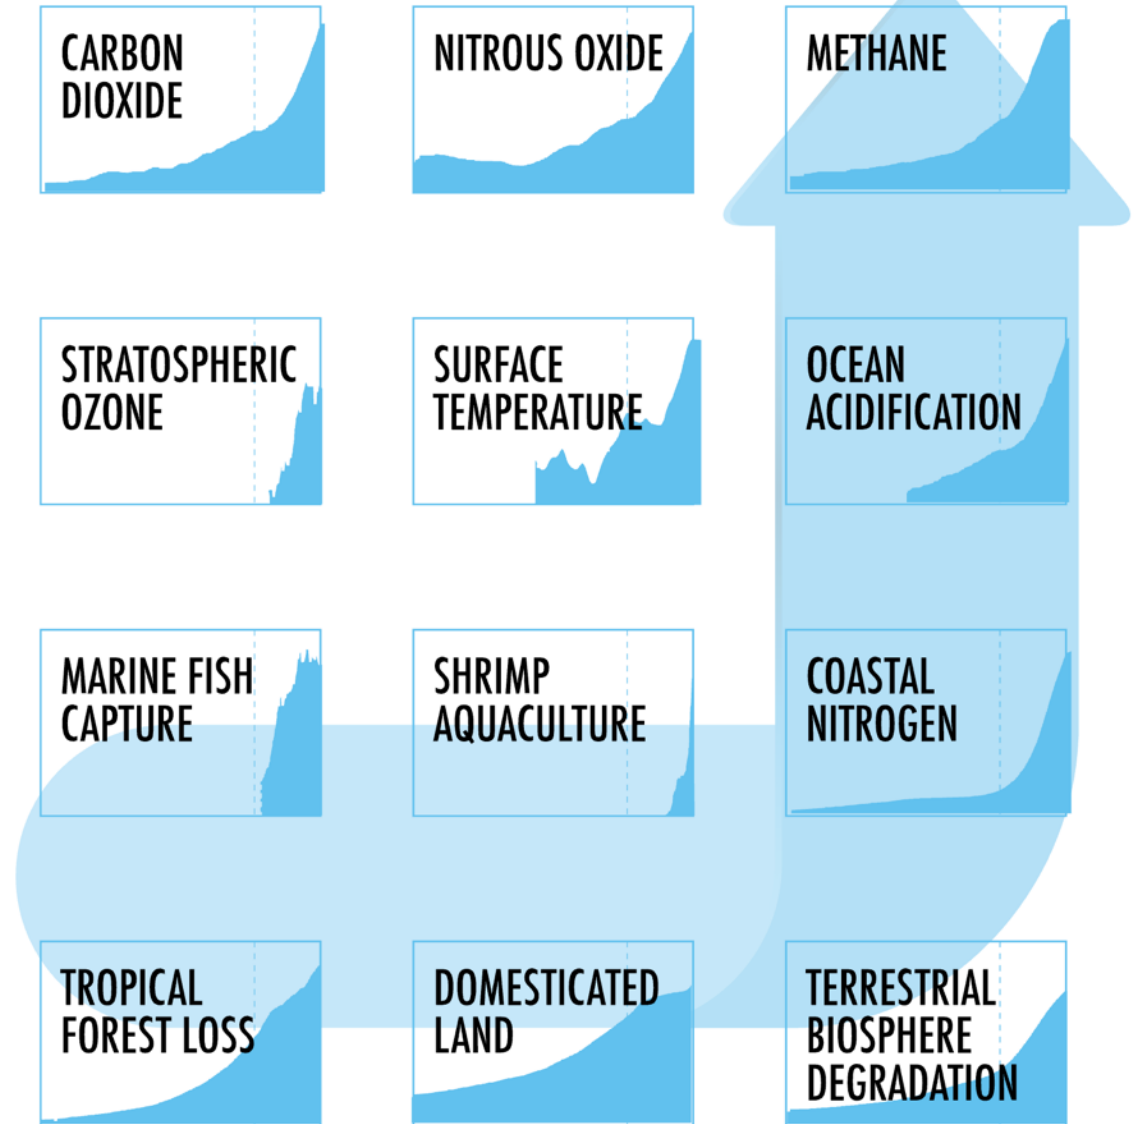 CARBON
DIOXIDE
NITROUS OXIDE
METHANE
STRATOSPHERIC
OZONE
SURFACE
TEMPERATURE
OCEAN
ACIDIFICATION
MARINE FISH
CAPTURE
SHRIMP
AQUACULTURE
COASTAL
NITROGEN
TROPICAL
FOREST LOSS
DOMESTICATED
LAND
TERRESTRIAL
BIOSPHERE
DEGRADATION